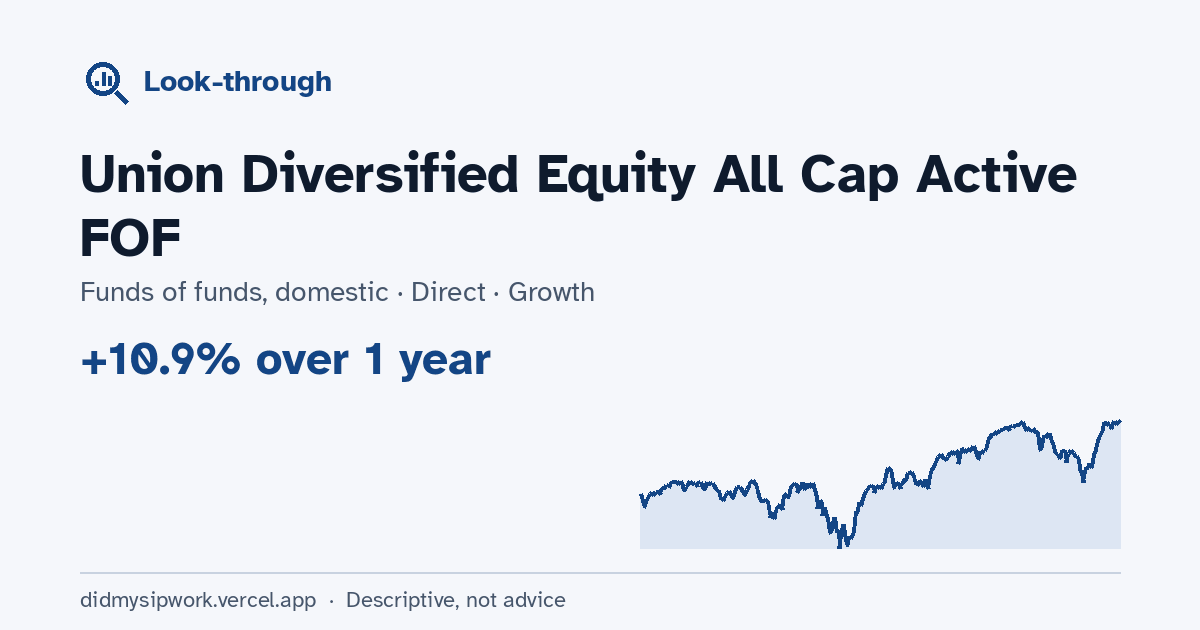 Look-through
Union Diversified Equity All Cap Active
FOF
Funds of funds, domestic · Direct · Growth
+10.9% over 1 year
didmysipwork.vercel.app · Descriptive, not advice